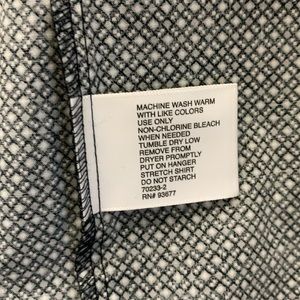 MACHINE WASH WARM
WITH LIKE COLORS
USE ONLY
NON-CHLORINE BLEACH
WHEN NEEDED
TUMBLE DRY LOW
REMOVE FROM
DRYER PROMPTLY
PUT ON HANGER
STRETCH SHIRT
DO NOT STARCH
70233-2
RN# 93677